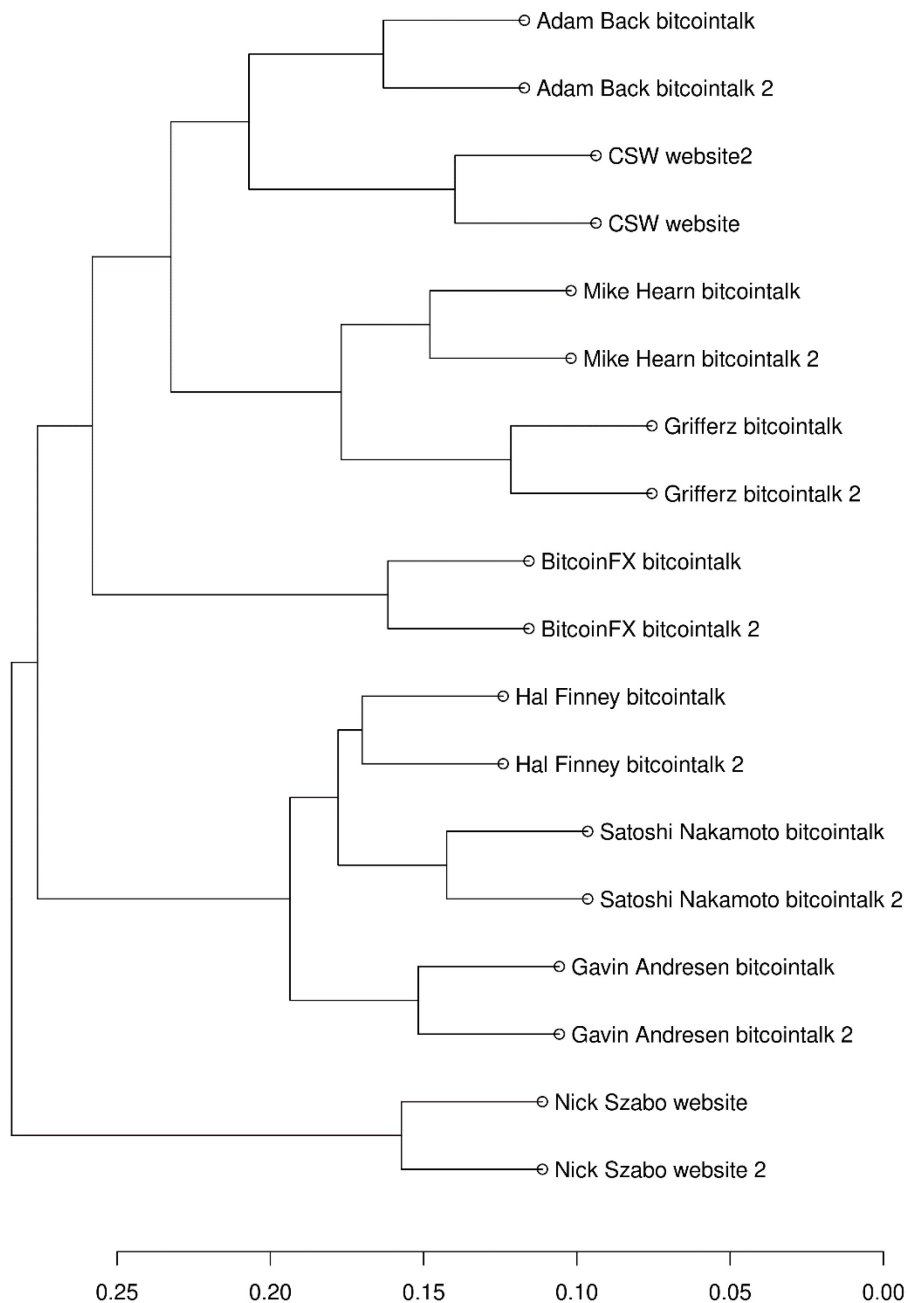 Adam Back bitcointalk
Adam Back bitcointalk 2
CSW website2
CSW website
Mike Hearn bitcointalk
Mike Hearn bitcointalk 2
Grifferz bitcointalk
Grifferz bitcointalk 2
BitcoinFX bitcointalk
BitcoinFX bitcointalk 2
Hal Finney bitcointalk
Hal Finney bitcointalk 2
Satoshi Nakamoto bitcointalk
Satoshi Nakamoto bitcointalk 2
Gavin Andresen bitcointalk
Gavin Andresen bitcointalk 2
Nick Szabo website
Nick Szabo website 2
0.25 0.20 0.15 0.10 0.05 0.00